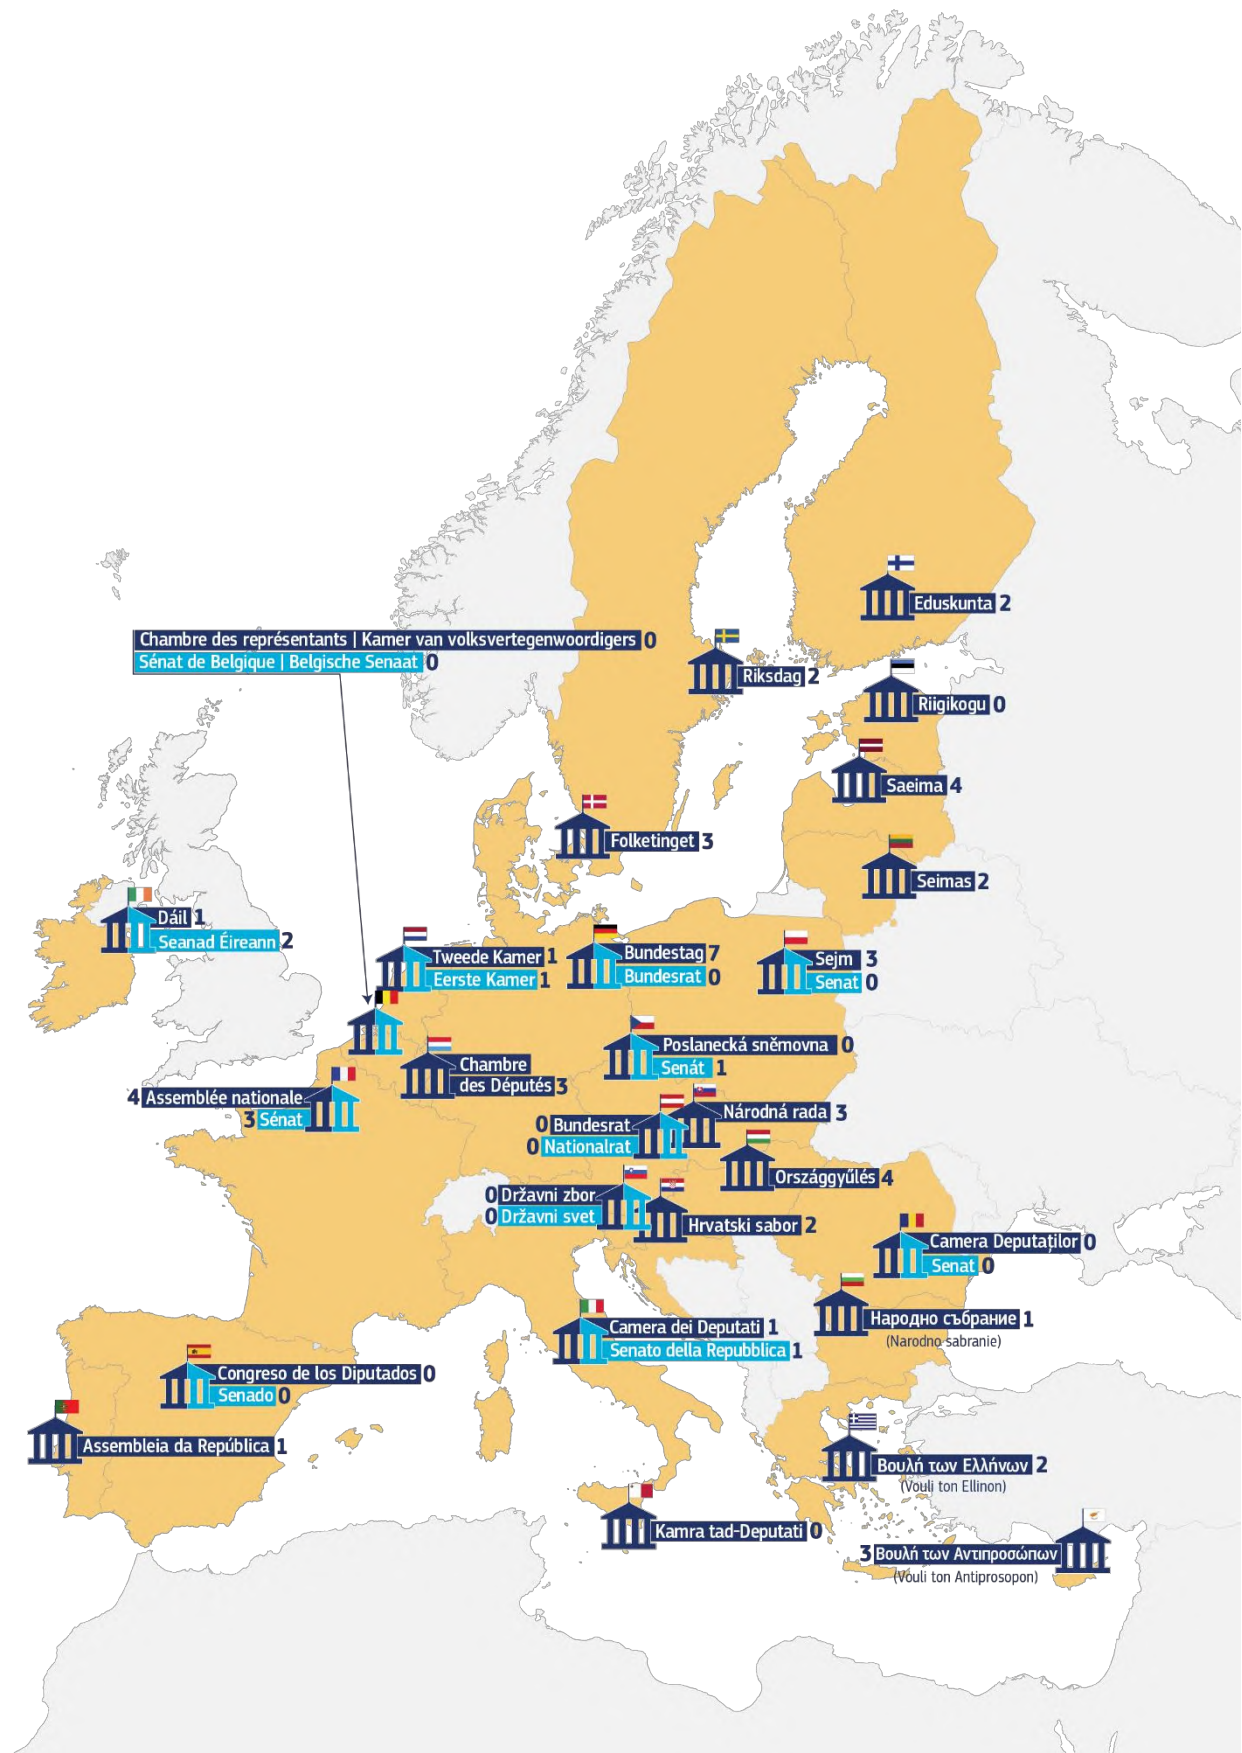 Eduskunta 2
Chambre des représentants | Kamer van volksvertegenwoordigers 0
Sénat de Belgique | Belgische Senaat 0
Riksdag 2
Riigikogu 0
Saeima 4
Folketinget 3
Seimas 2
Dáil 1
Seanad Éireann 2
Tweede Kamer 1
Eerste Kamer 1
Bundestag 7
Bundesrat 0
Sejm 3
Senat 0
Poslanecká sněmovna 0
Senát 1
Chambre
des Députés 3
4 Assemblée nationale
3 Sénat
Národná rada 3
0 Bundesrat
0 Nationalrat
Országgyűlés 4
0 Državni zbor
0 Državni svet
Hrvatski sabor 2
Camera Deputaților 0
Senat 0
Народно събрание 1
(Narodno sabranie)
Camera dei Deputati 1
Senato della Repubblica 1
Congreso de los Diputados 0
Senado 0
Assembleia da República 1
Βουλή των Ελλήνων 2
(Vouli ton Ellinon)
Kamra tad-Deputati 0
3 Βουλή των Αντιπροσώπων
(Vouli ton Antiprosopon)